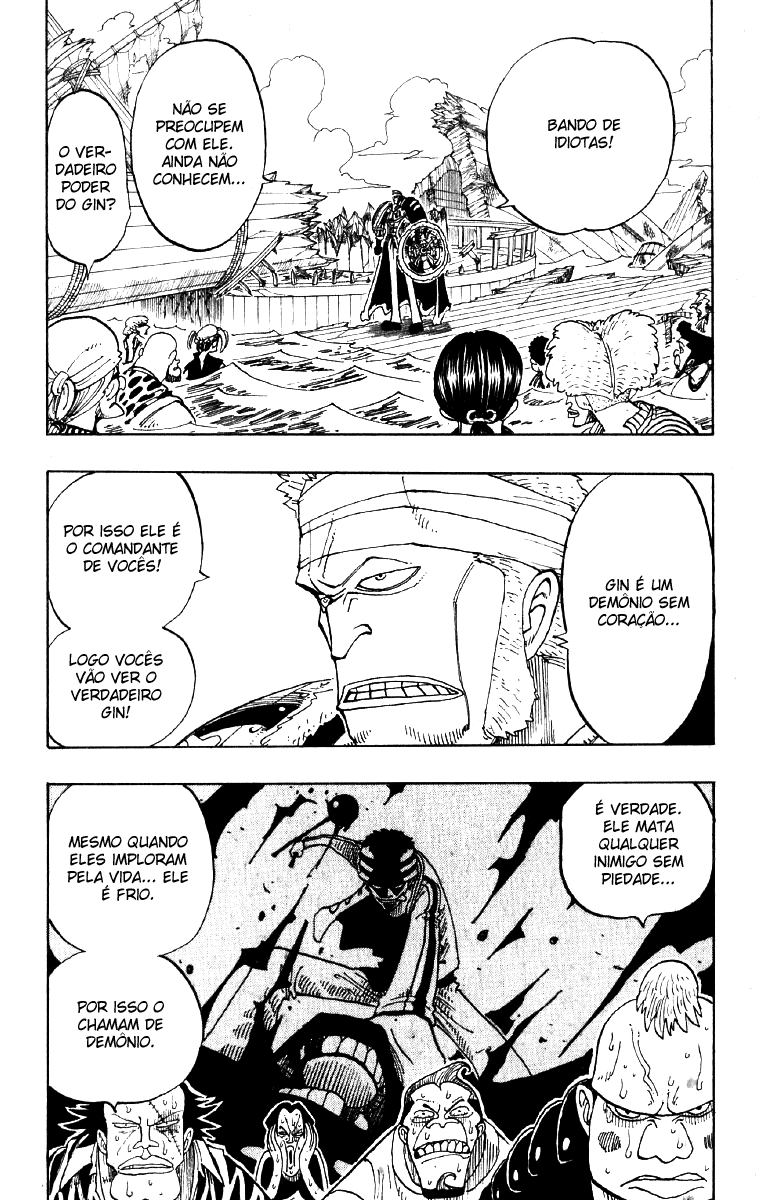 BANDO DE
IDIOTAS!
NÃO SE
PREOCUPEM
COM ELE.
AINDA NÃO
CONHECEM...
O VER-
DADEIRO
PODER
DO GIN?
GIN É UM
DEMÔNIO SEM
CORAÇÃO...
POR ISSO ELE É
O COMANDANTE
DE VOCÊS!
LOGO VOCÊS
VÃO VER O
VERDADEIRO
GIN!
É VERDADE.
ELE MATA
QUALQUER
INIMIGO SEM
PIEDADE...
MESMO QUANDO
ELES IMPLORAM
PELA VIDA... ELE
É FRIO.
POR ISSO O
CHAMAM DE
DEMÔNIO.